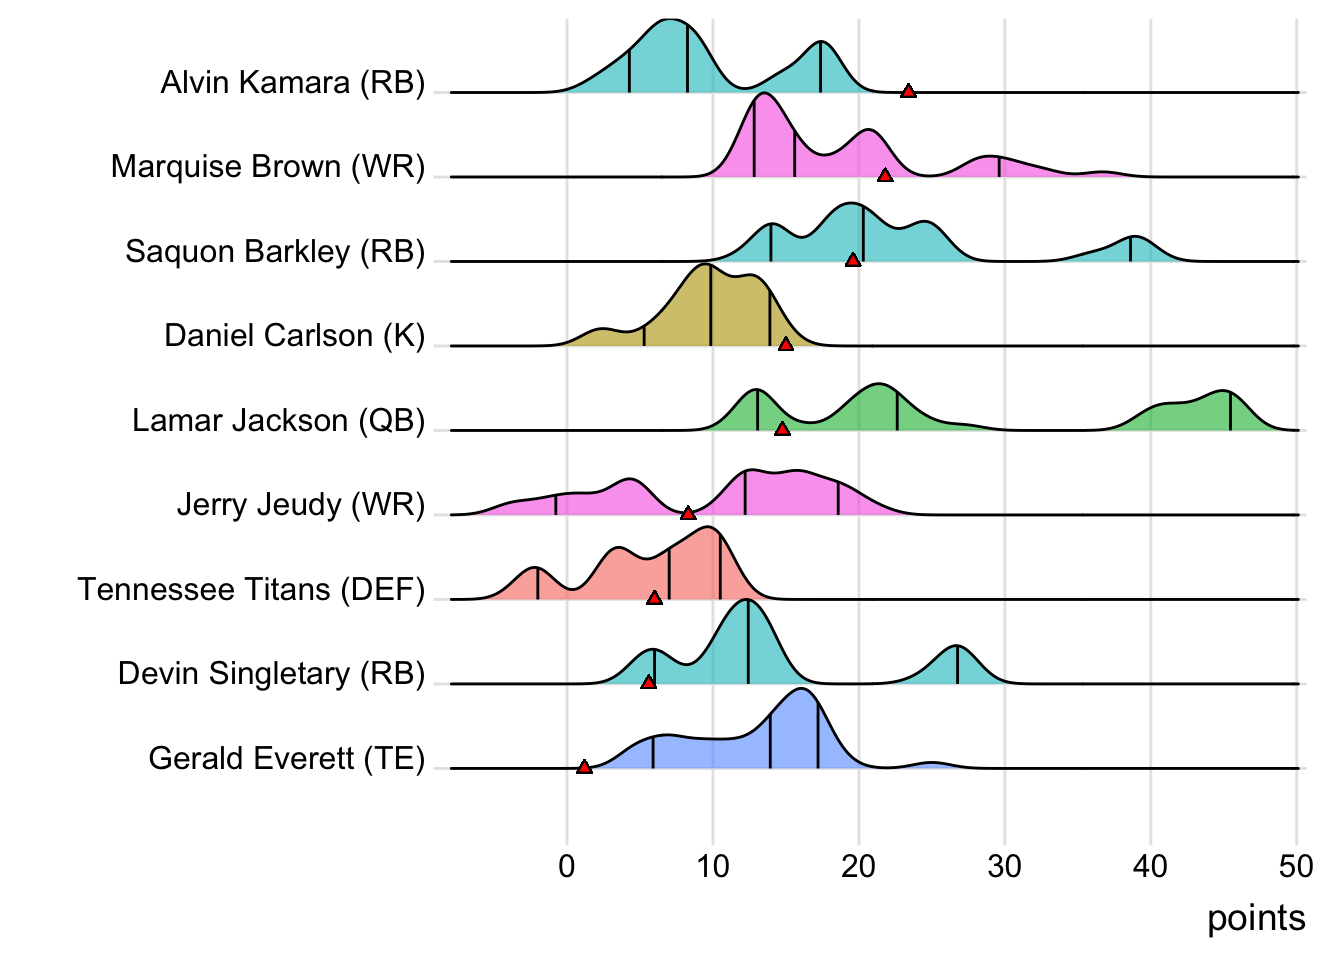 Alvin Kamara (RB)
Marquise Brown (WR)
Saquon Barkley (RB)
Daniel Carlson (K)
Lamar Jackson (QB)
Jerry Jeudy (WR)
Tennessee Titans (DEF)
Devin Singletary (RB)
Gerald Everett (TE)
0 10 20 30 40 50
points